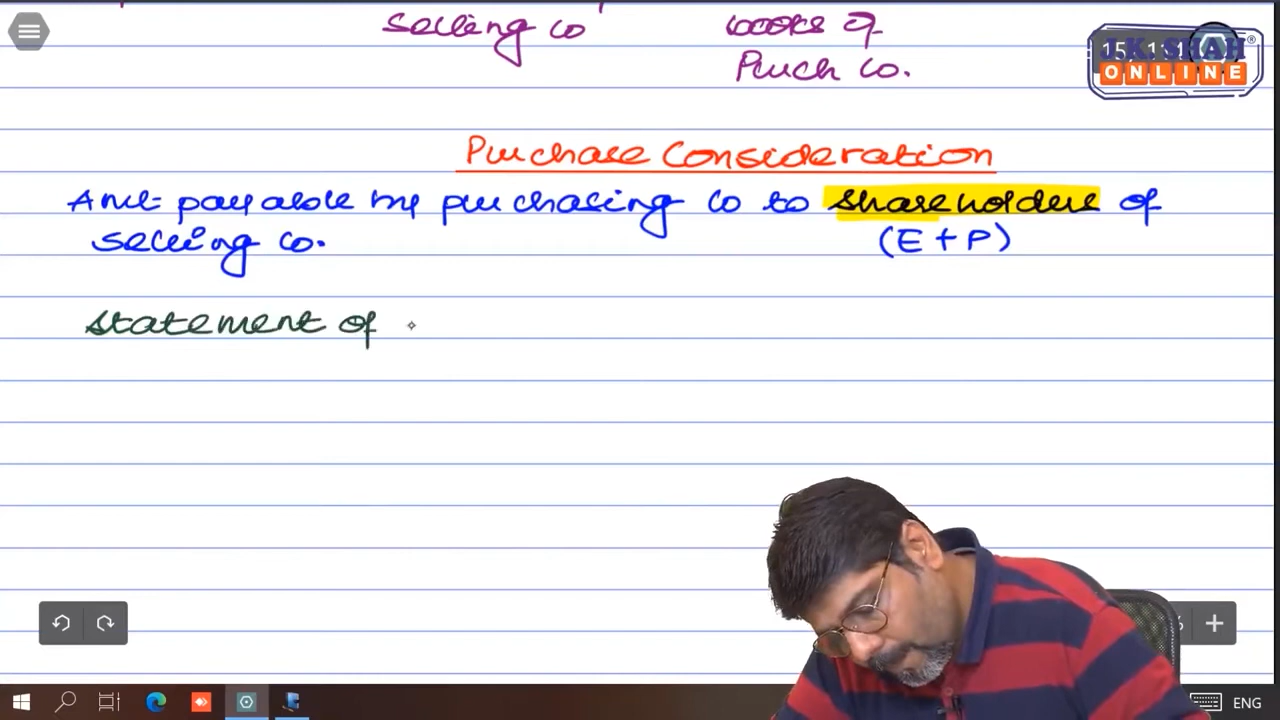 selling co books of
Purch co.
J.K. SHAH®
ONLINE
Purchase Consideration
Amt payable by purchasing co to shareholders of
selling co. (E + P)
Statement of
ENG